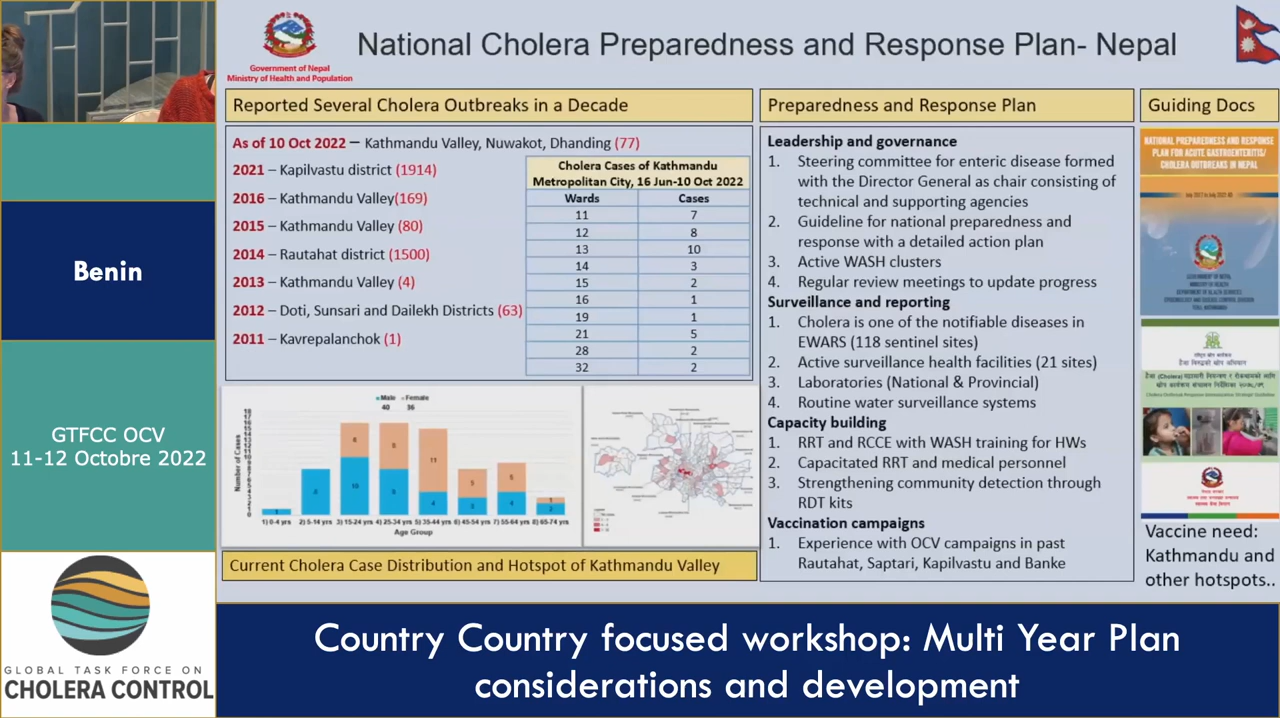 Government of Nepal
Ministry of Health and Population
National Cholera Preparedness and Response Plan- Nepal
Reported Several Cholera Outbreaks in a Decade
As of 10 Oct 2022 – Kathmandu Valley, Nuwakot, Dhanding (77)
2021 – Kapilvastu district (1914)
2016 – Kathmandu Valley(169)
2015 – Kathmandu Valley (80)
2014 – Rautahat district (1500)
2013 – Kathmandu Valley (4)
2012 – Doti, Sunsari and Dailekh Districts (63)
2011 – Kavrepalanchok (1)
Cholera Cases of Kathmandu
Metropolitan City, 16 Jun-10 Oct 2022
Wards Cases
11 7
12 8
13 10
14 3
15 2
16 1
19 1
21 5
28 2
32 2
Male Female
40 36
Number of Cases
1) 0-4 yrs 2) 5-14 yrs 3) 15-24 yrs 4) 25-34 yrs 5) 35-44 yrs 6) 45-54 yrs 7) 55-64 yrs 8) 65-74 yrs
Age Group
Current Cholera Case Distribution and Hotspot of Kathmandu Valley
Preparedness and Response Plan
Leadership and governance
1. Steering committee for enteric disease formed
with the Director General as chair consisting of
technical and supporting agencies
2. Guideline for national preparedness and
response with a detailed action plan
3. Active WASH clusters
4. Regular review meetings to update progress
Surveillance and reporting
1. Cholera is one of the notifiable diseases in
EWARS (118 sentinel sites)
2. Active surveillance health facilities (21 sites)
3. Laboratories (National & Provincial)
4. Routine water surveillance systems
Capacity building
1. RRT and RCCE with WASH training for HWs
2. Capacitated RRT and medical personnel
3. Strengthening community detection through
RDT kits
Vaccination campaigns
1. Experience with OCV campaigns in past
Rautahat, Saptari, Kapilvastu and Banke
Guiding Docs
NATIONAL PREPAREDNESS AND RESPONSE
PLAN FOR ACUTE GASTROENTERITIS/
CHOLERA OUTBREAKS IN NEPAL
Vaccine need:
Kathmandu and
other hotspots..
Benin
GTFCC OCV
11-12 Octobre 2022
GLOBAL TASK FORCE ON
CHOLERA CONTROL
Country Country focused workshop: Multi Year Plan
considerations and development